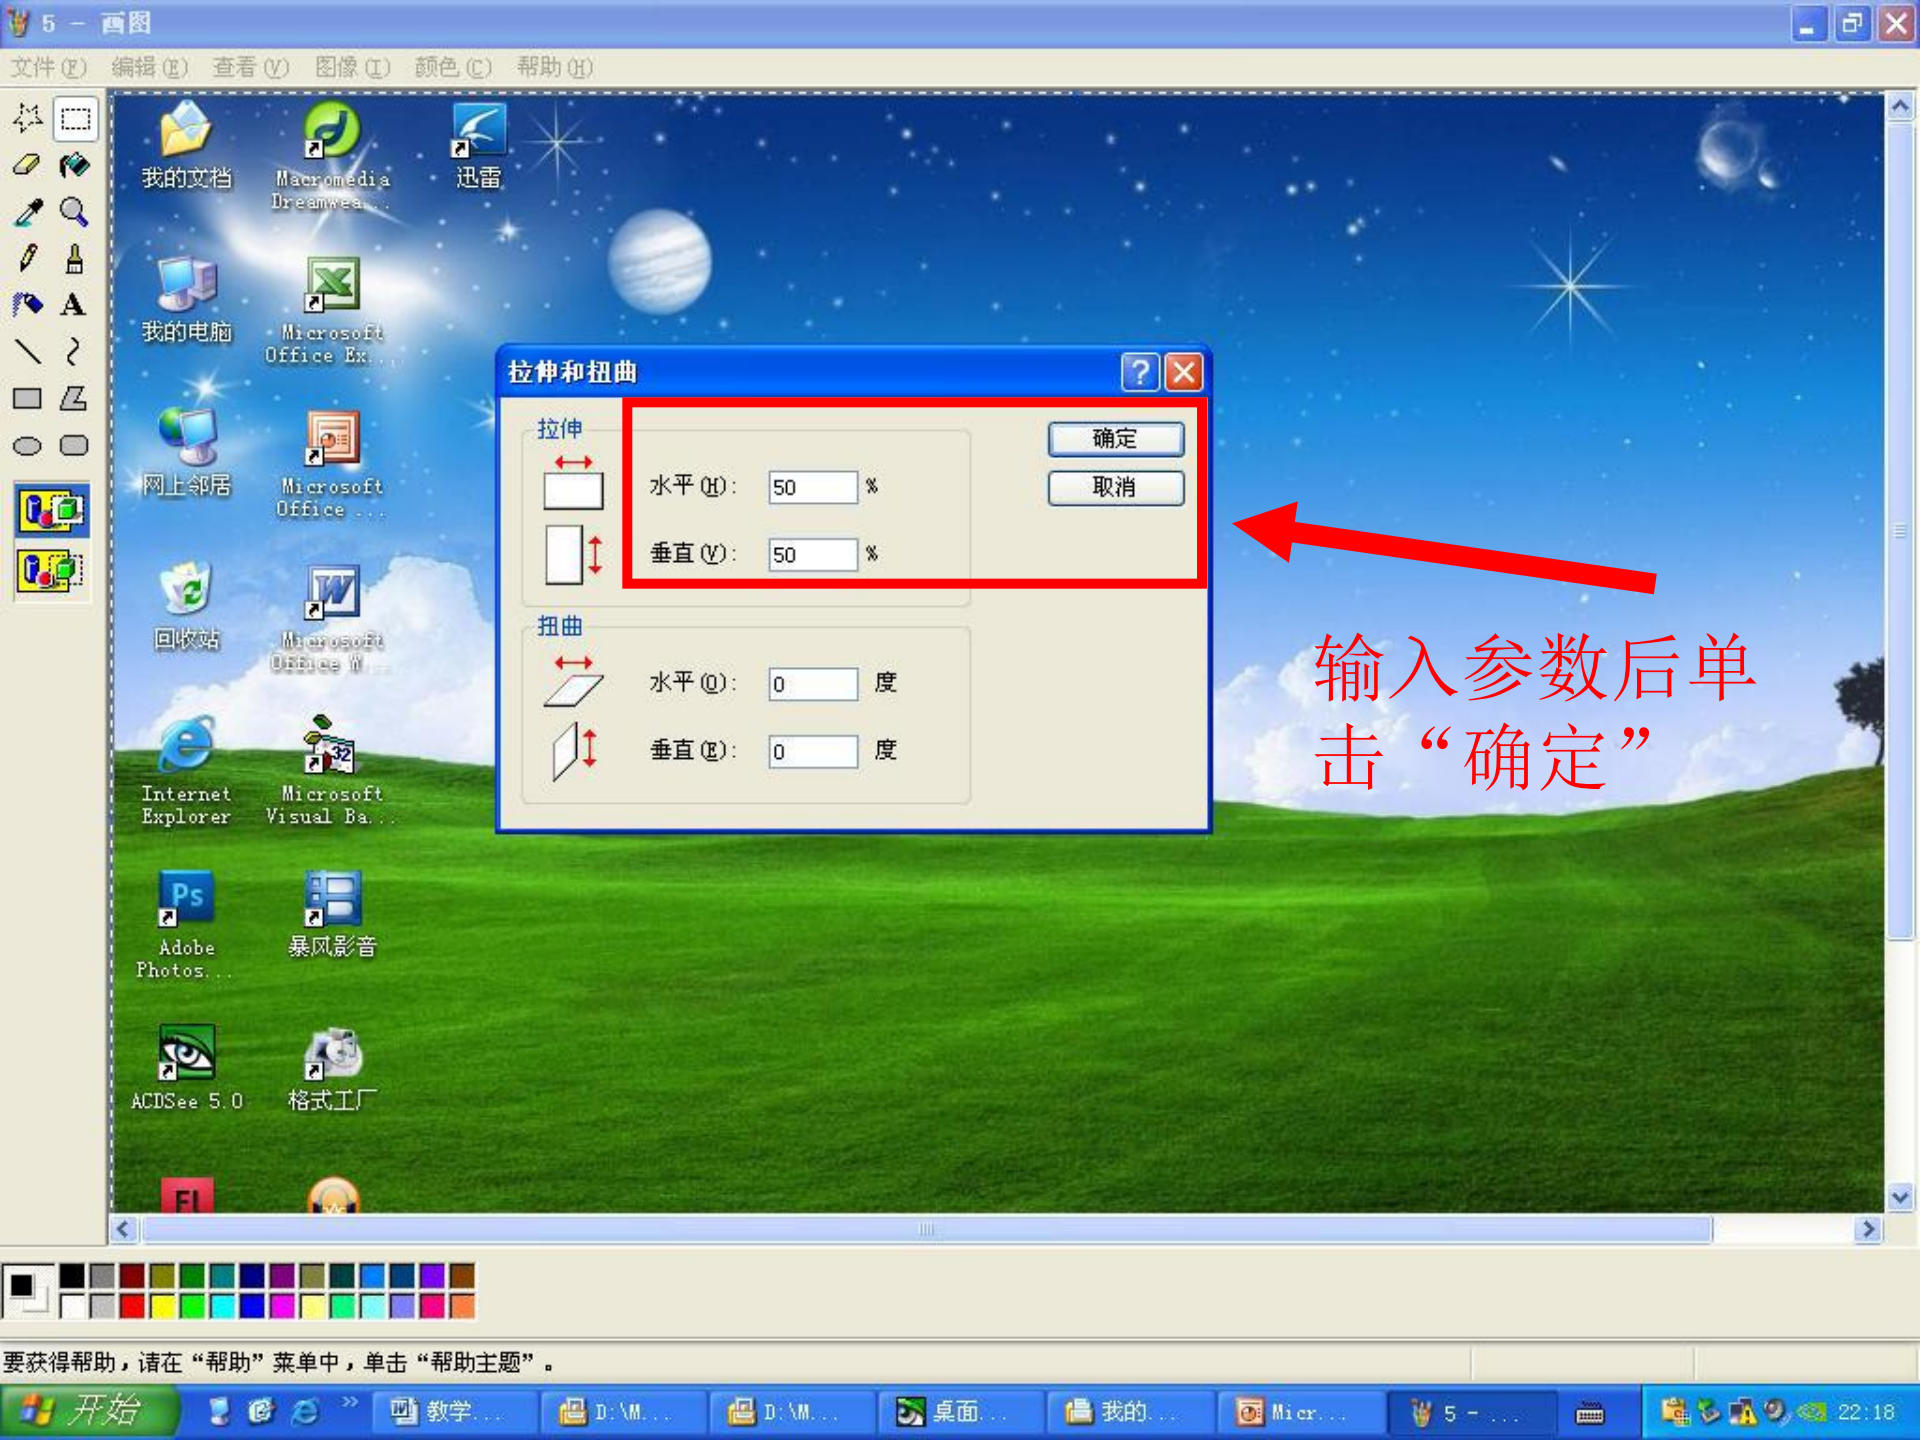 5 - 画图
文件(F) 编辑(E) 查看(V) 图像(I) 颜色(C) 帮助(H)
我的文档
Macromedia
Dreamwea...
迅雷
我的电脑
Microsoft
Office Ex...
网上邻居
Microsoft
Office ...
回收站
Microsoft
Office W...
Internet
Explorer
Microsoft
Visual Ba...
Ps
Adobe
Photos...
暴风影音
ACDSee 5.0
格式工厂
FL
拉伸和扭曲
拉伸
水平(H): 50 %
垂直(V): 50 %
确定
取消
扭曲
水平(O): 0 度
垂直(E): 0 度
输入参数后单
击“确定”
要获得帮助，请在“帮助”菜单中，单击“帮助主题”。
开始 教学... D:\M... D:\M... 桌面... 我的... Micr... 5 - ... 22:18